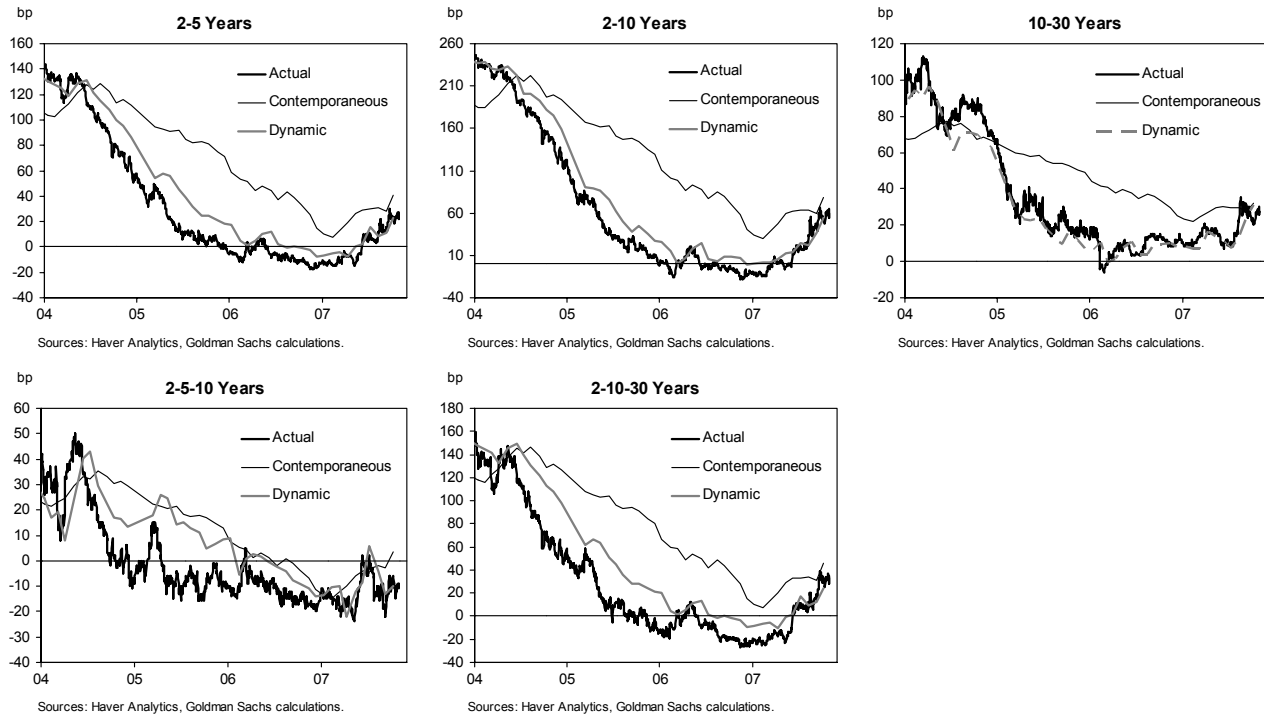 bp
2-5 Years
160
140
120
100
80
60
40
20
0
-20
-40
Actual
Contemporaneous
Dynamic
04 05 06 07
Sources: Haver Analytics, Goldman Sachs calculations.
bp
2-10 Years
260
210
160
110
60
10
-40
Actual
Contemporaneous
Dynamic
04 05 06 07
Sources: Haver Analytics, Goldman Sachs calculations.
bp
10-30 Years
120
100
80
60
40
20
0
-20
Actual
Contemporaneous
Dynamic
04 05 06 07
Sources: Haver Analytics, Goldman Sachs calculations.
bp
2-5-10 Years
60
50
40
30
20
10
0
-10
-20
-30
-40
Actual
Contemporaneous
Dynamic
04 05 06 07
Sources: Haver Analytics, Goldman Sachs calculations.
bp
2-10-30 Years
180
160
140
120
100
80
60
40
20
0
-20
-40
Actual
Contemporaneous
Dynamic
04 05 06 07
Sources: Haver Analytics, Goldman Sachs calculations.